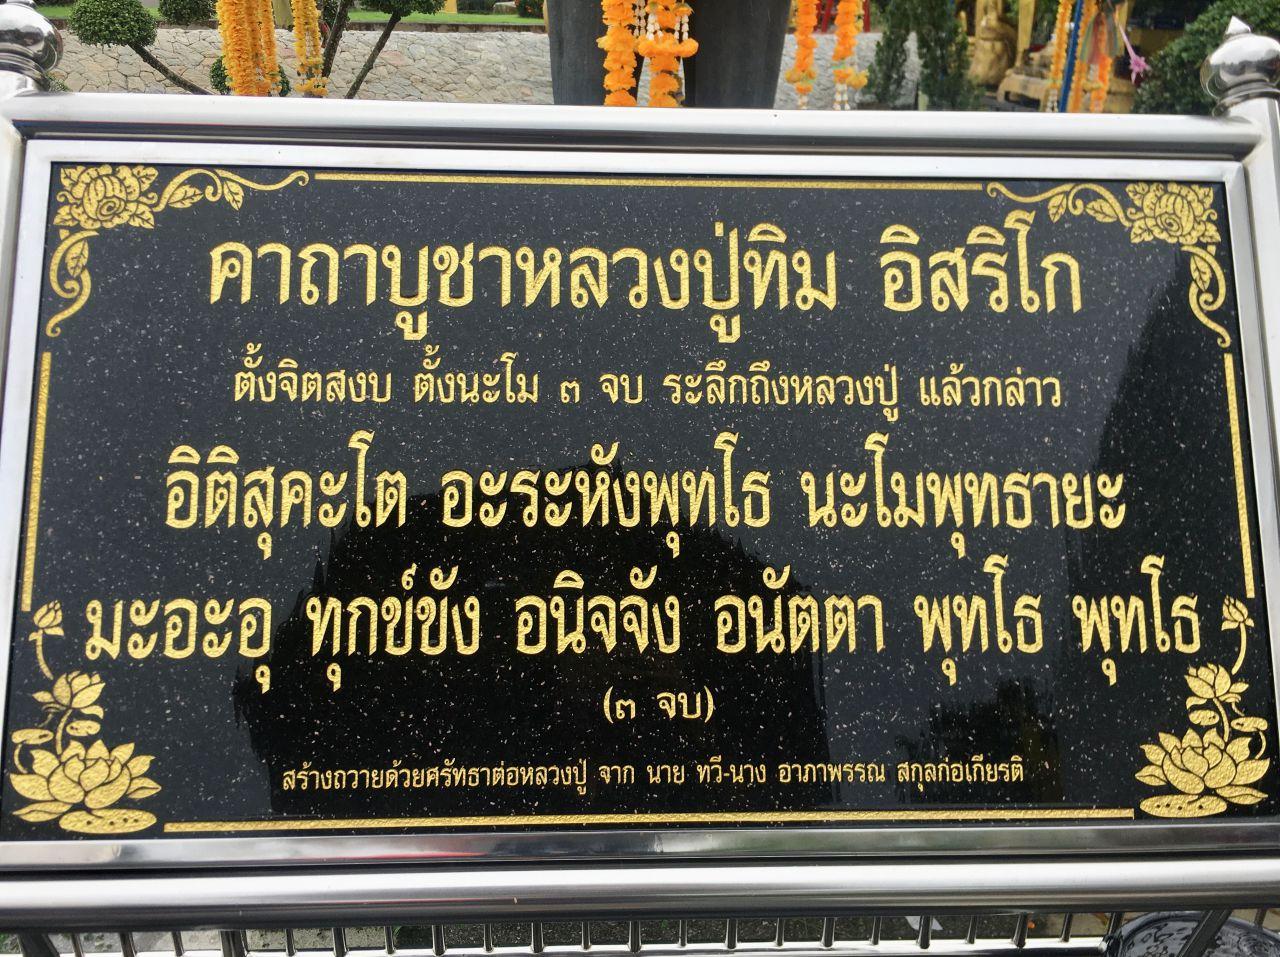 คาถาบูชาหลวงปู่ทิม อิสริโก
ตั้งจิตสงบ ตั้งนะโม ๓ จบ ระลึกถึงหลวงปู่ แล้วกล่าว
อิติสุคะโต อะระหังพุทโธ นะโมพุทธายะ
มะอะอุ ทุกข์ขัง อนิจจัง อนัตตา พุทโธ พุทโธ
(๓ จบ)
สร้างถวายด้วยศรัทธาต่อหลวงปู่ จาก นาย ทวี-นาง อาภาพรรณ สกุลก่อเกียรติ